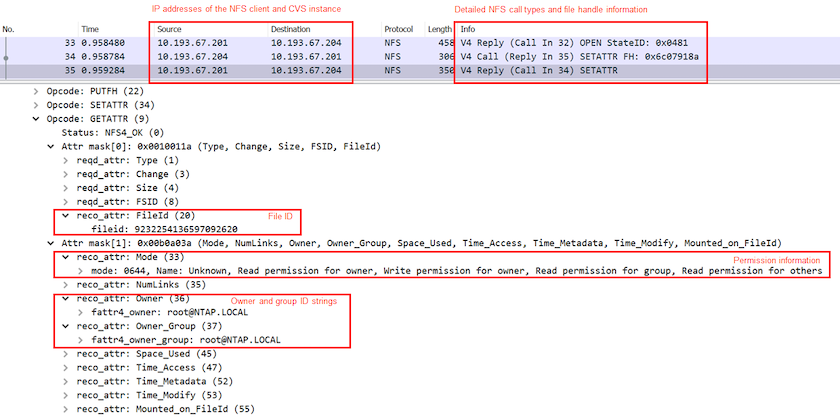 IP addresses of the NFS client and CVS instance
Detailed NFS call types and file handle information
No. Time Source Destination Protocol Length Info
33 0.958480 10.193.67.201 10.193.67.204 NFS 458 V4 Reply (Call In 32) OPEN StateID: 0x0481
34 0.958784 10.193.67.204 10.193.67.201 NFS 306 V4 Call (Reply In 35) SETATTR FH: 0x6c07918a
35 0.959284 10.193.67.201 10.193.67.204 NFS 350 V4 Reply (Call In 34) SETATTR
Opcode: PUTFH (22)
Opcode: SETATTR (34)
Opcode: GETATTR (9)
Status: NFS4_OK (0)
Attr mask[0]: 0x0010011a (Type, Change, Size, FSID, FileId)
reqd_attr: Type (1)
reqd_attr: Change (3)
reqd_attr: Size (4)
reqd_attr: FSID (8)
reco_attr: FileId (20) File ID
fileid: 9232254136597092620
Attr mask[1]: 0x00b0a03a (Mode, NumLinks, Owner, Owner_Group, Space_Used, Time_Access, Time_Metadata, Time_Modify, Mounted_on_FileId)
reco_attr: Mode (33) Permission information
mode: 0644, Name: Unknown, Read permission for owner, Write permission for owner, Read permission for group, Read permission for others
reco_attr: NumLinks (35)
reco_attr: Owner (36) Owner and group ID strings
fattr4_owner: root@NTAP.LOCAL
reco_attr: Owner_Group (37)
fattr4_owner_group: root@NTAP.LOCAL
reco_attr: Space_Used (45)
reco_attr: Time_Access (47)
reco_attr: Time_Metadata (52)
reco_attr: Time_Modify (53)
reco_attr: Mounted_on_FileId (55)